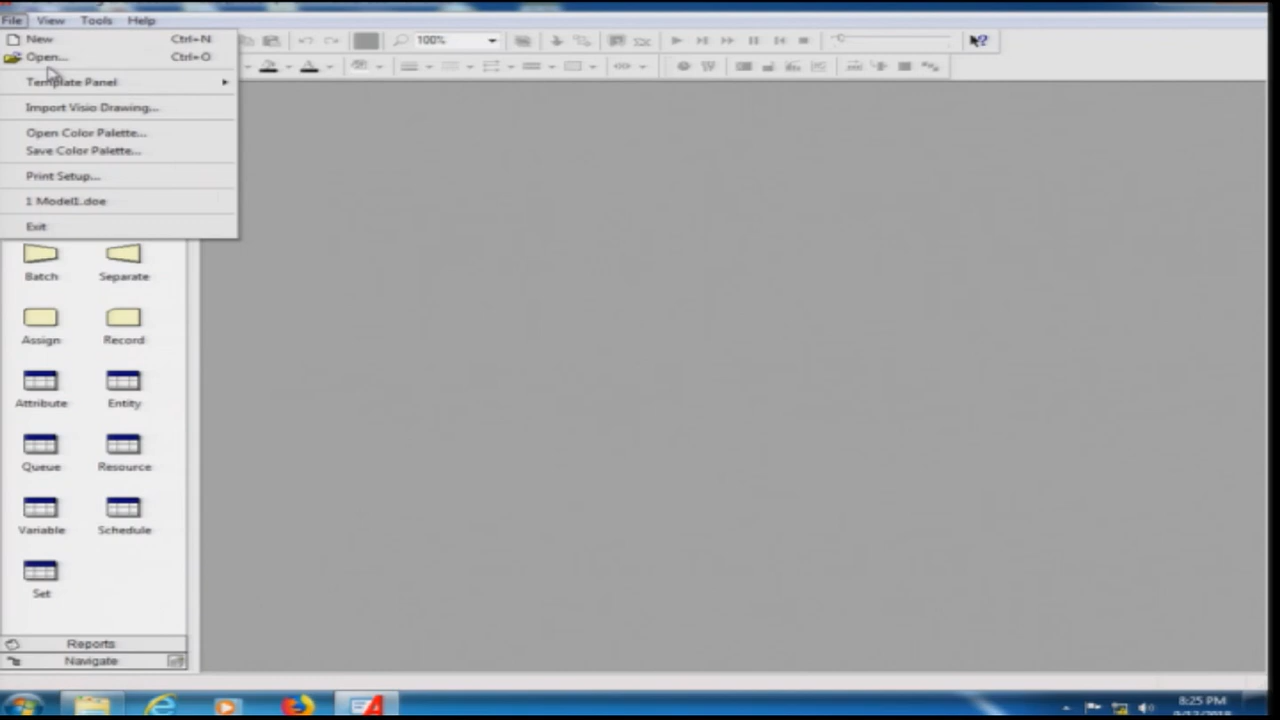 File View Tools Help
New Ctrl+N
100%
Open... Ctrl+O
Template Panel
Import Visio Drawing...
Open Color Palette...
Save Color Palette...
Print Setup...
1 Model1.doe
Exit
Batch Separate
Assign Record
Attribute Entity
Queue Resource
Variable Schedule
Set
Reports
Navigate
8:25 PM